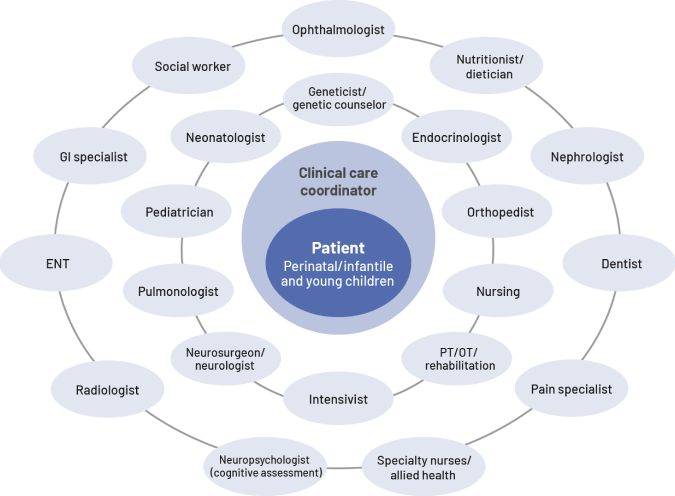 Ophthalmologist
Social worker
Nutritionist/
dietician
Geneticist/
genetic counselor
Neonatologist
Endocrinologist
GI specialist
Nephrologist
Clinical care
coordinator
Pediatrician
Orthopedist
Patient
Perinatal/infantile
and young children
ENT
Dentist
Pulmonologist
Nursing
Neurosurgeon/
neurologist
PT/OT/
rehabilitation
Radiologist
Intensivist
Pain specialist
Neuropsychologist
(cognitive assessment)
Specialty nurses/
allied health